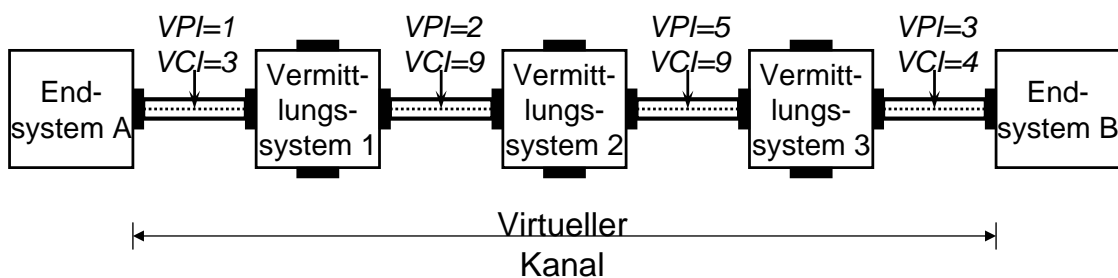 VPI=1
VCI=3
VPI=2
VCI=9
VPI=5
VCI=9
VPI=3
VCI=4
End-
system A
Vermitt-
lungs-
system 1
Vermitt-
lungs-
system 2
Vermitt-
lungs-
system 3
End-
system B
Virtueller
Kanal